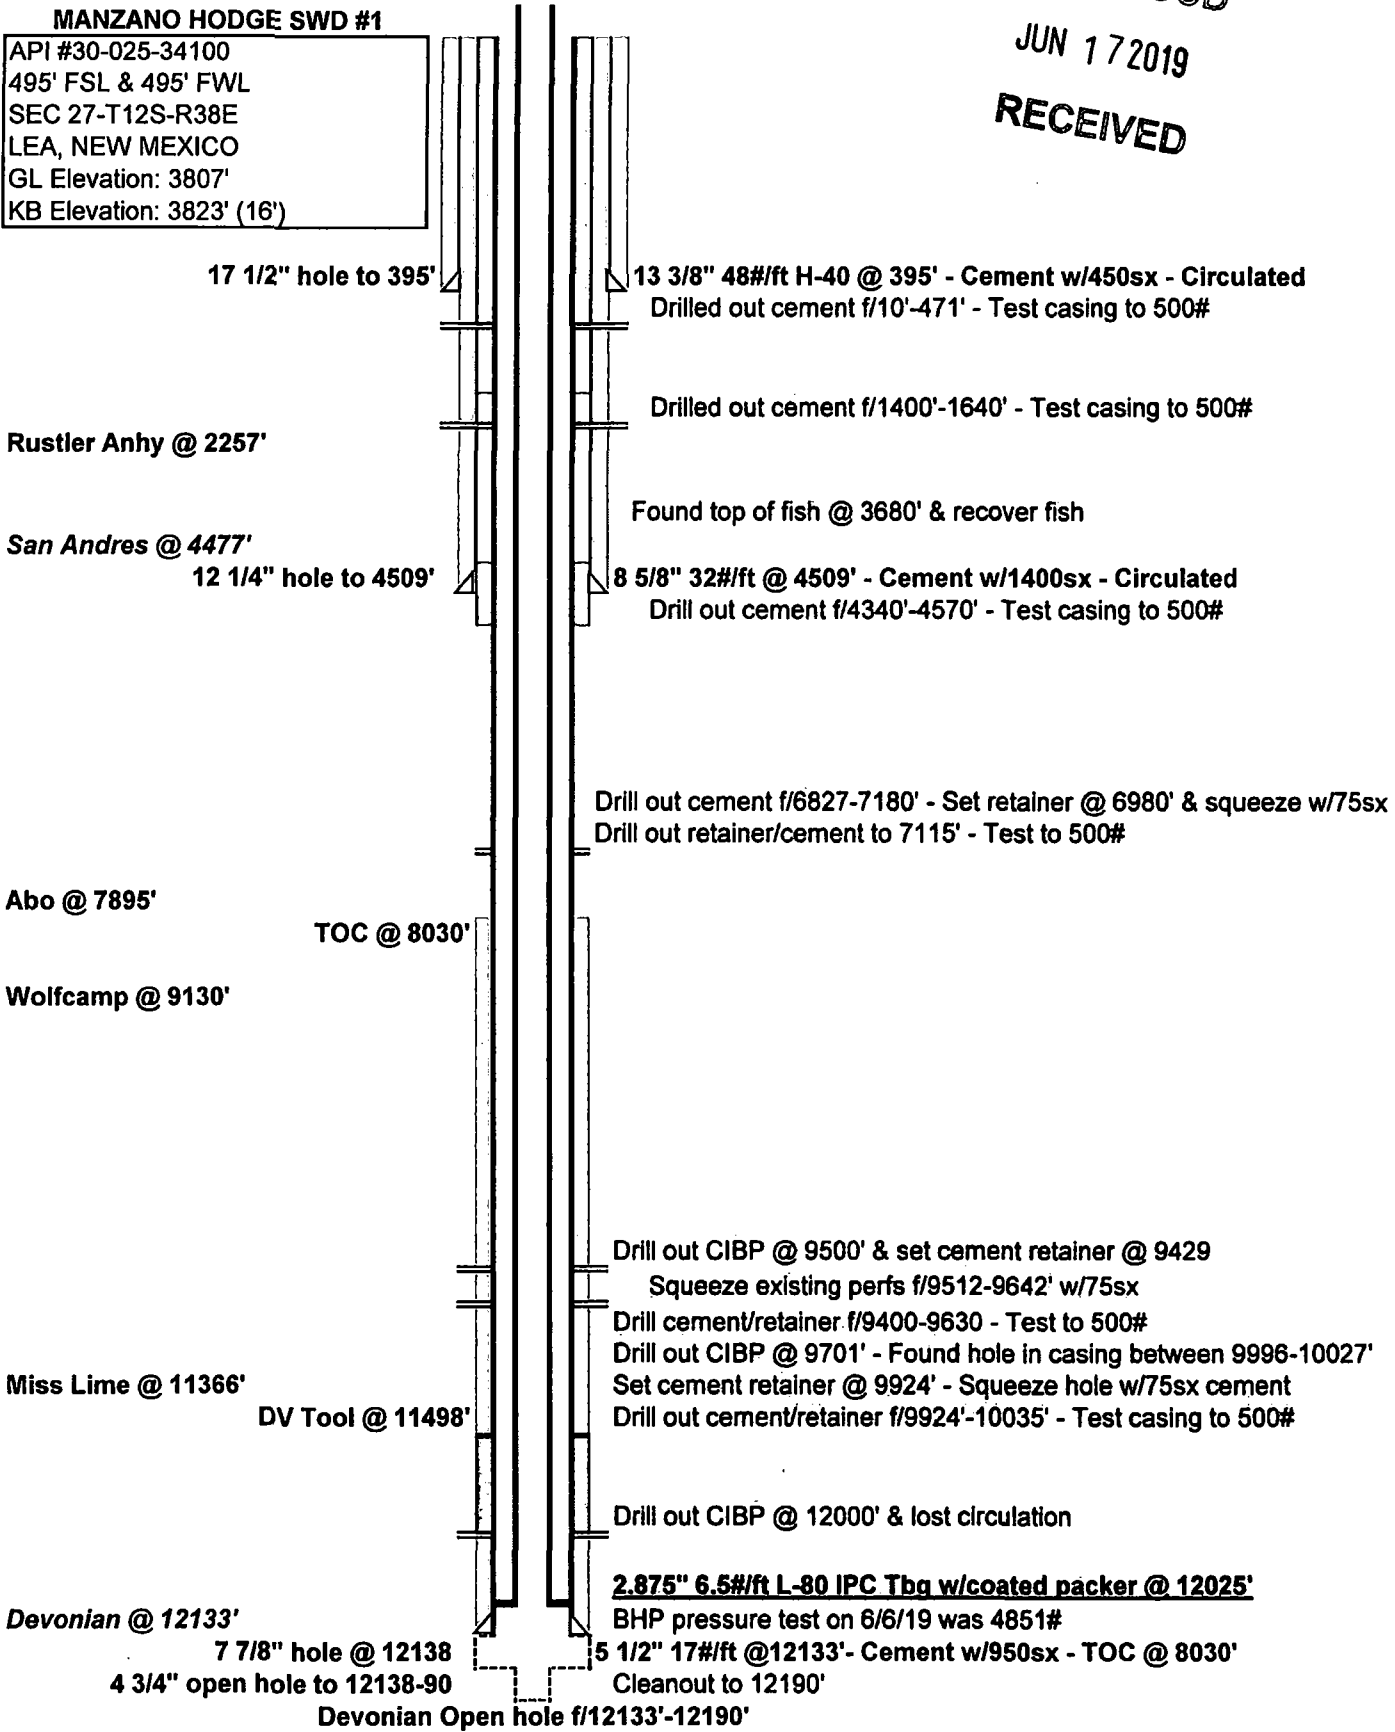 MANZANO HODGE SWD #1
API #30-025-34100
495' FSL & 495' FWL
SEC 27-T12S-R38E
LEA, NEW MEXICO
GL Elevation: 3807'
KB Elevation: 3823' (16')
JUN 17 2019
RECEIVED
17 1/2" hole to 395'
13 3/8" 48#/ft H-40 @ 395' - Cement w/450sx - Circulated
Drilled out cement f/10'-471' - Test casing to 500#
Drilled out cement f/1400'-1640' - Test casing to 500#
Rustler Anhy @ 2257'
Found top of fish @ 3680' & recover fish
San Andres @ 4477'
12 1/4" hole to 4509'
8 5/8" 32#/ft @ 4509' - Cement w/1400sx - Circulated
Drill out cement f/4340'-4570' - Test casing to 500#
Drill out cement f/6827-7180' - Set retainer @ 6980' & squeeze w/75sx
Drill out retainer/cement to 7115' - Test to 500#
Abo @ 7895'
TOC @ 8030'
Wolfcamp @ 9130'
Drill out CIBP @ 9500' & set cement retainer @ 9429
Squeeze existing perfs f/9512-9642' w/75sx
Drill cement/retainer f/9400-9630 - Test to 500#
Drill out CIBP @ 9701' - Found hole in casing between 9996-10027'
Miss Lime @ 11366'
Set cement retainer @ 9924' - Squeeze hole w/75sx cement
DV Tool @ 11498'
Drill out cement/retainer f/9924'-10035' - Test casing to 500#
Drill out CIBP @ 12000' & lost circulation
2.875" 6.5#/ft L-80 IPC Tbg w/coated packer @ 12025'
Devonian @ 12133'
BHP pressure test on 6/6/19 was 4851#
7 7/8" hole @ 12138
5 1/2" 17#/ft @12133'- Cement w/950sx - TOC @ 8030'
4 3/4" open hole to 12138-90
Cleanout to 12190'
Devonian Open hole f/12133'-12190'